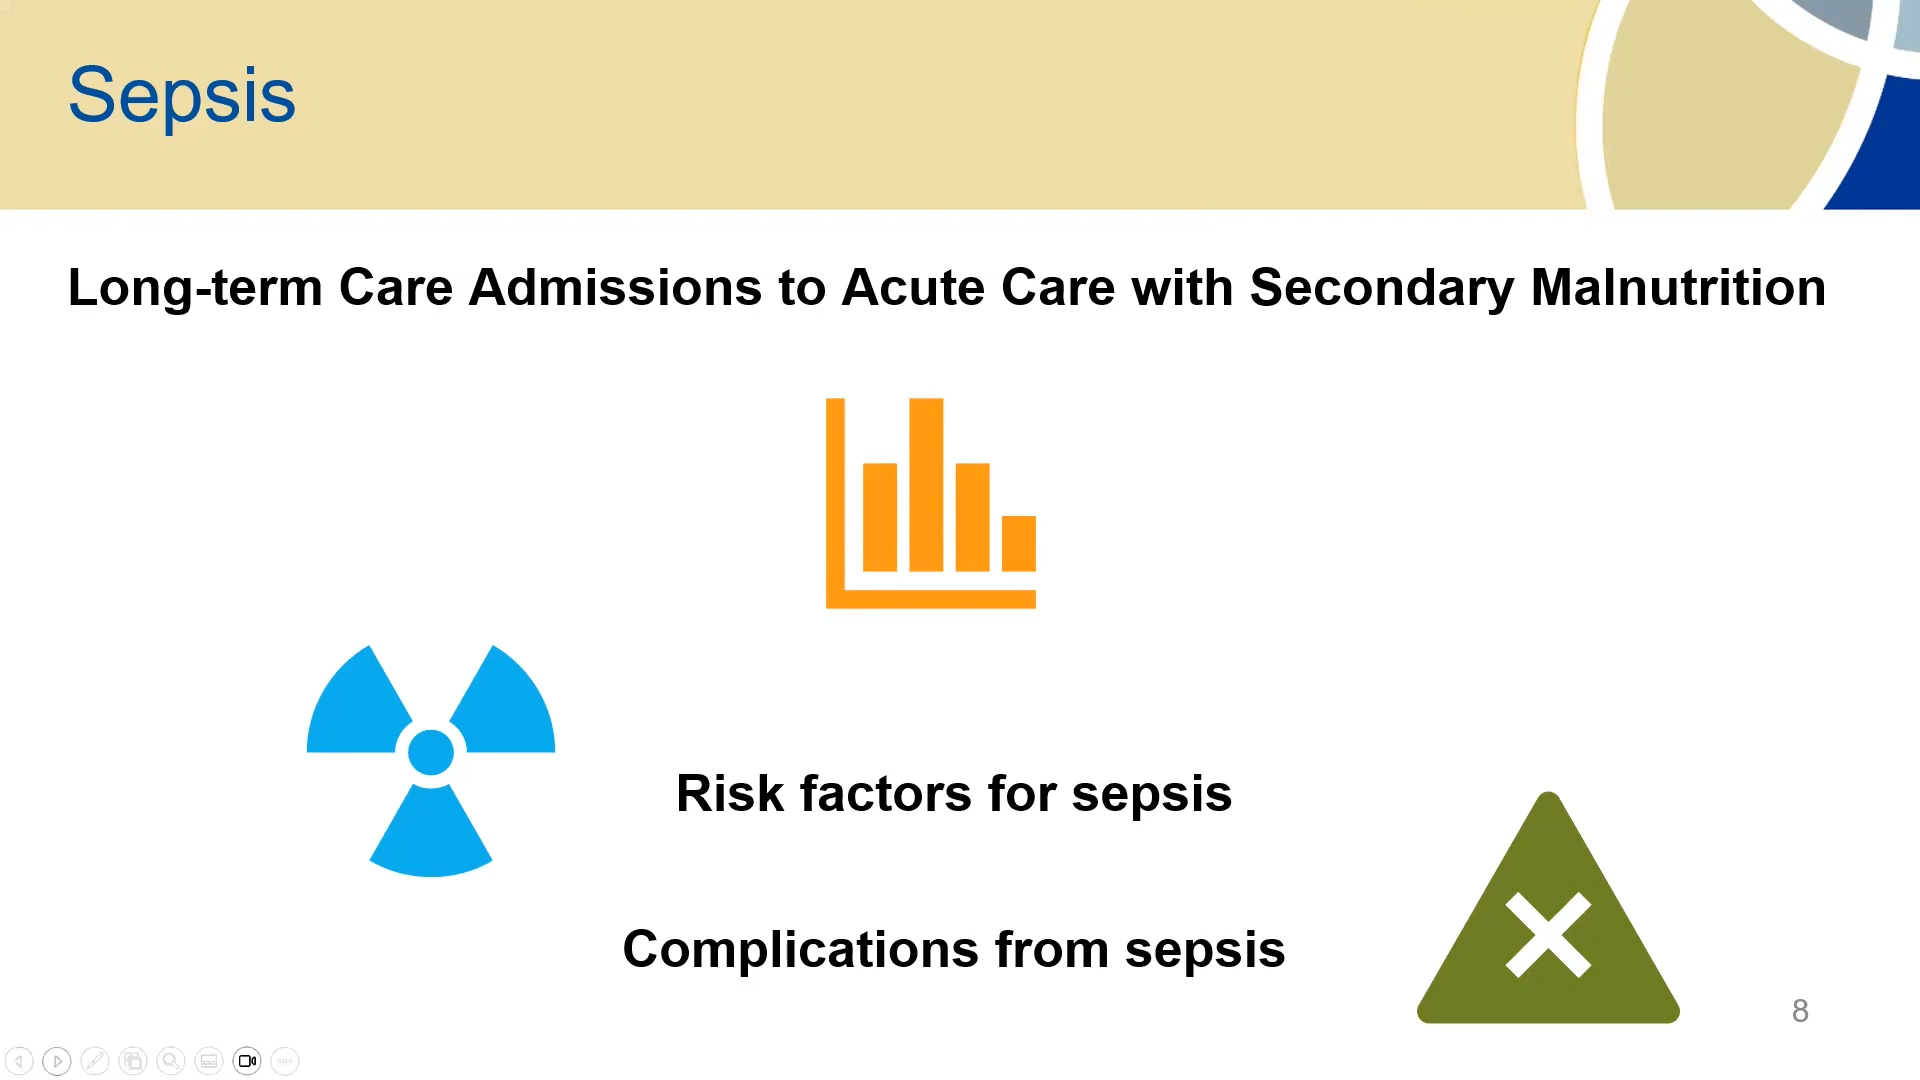 Sepsis
Long-term Care Admissions to Acute Care with Secondary Malnutrition
Risk factors for sepsis
Complications from sepsis
8